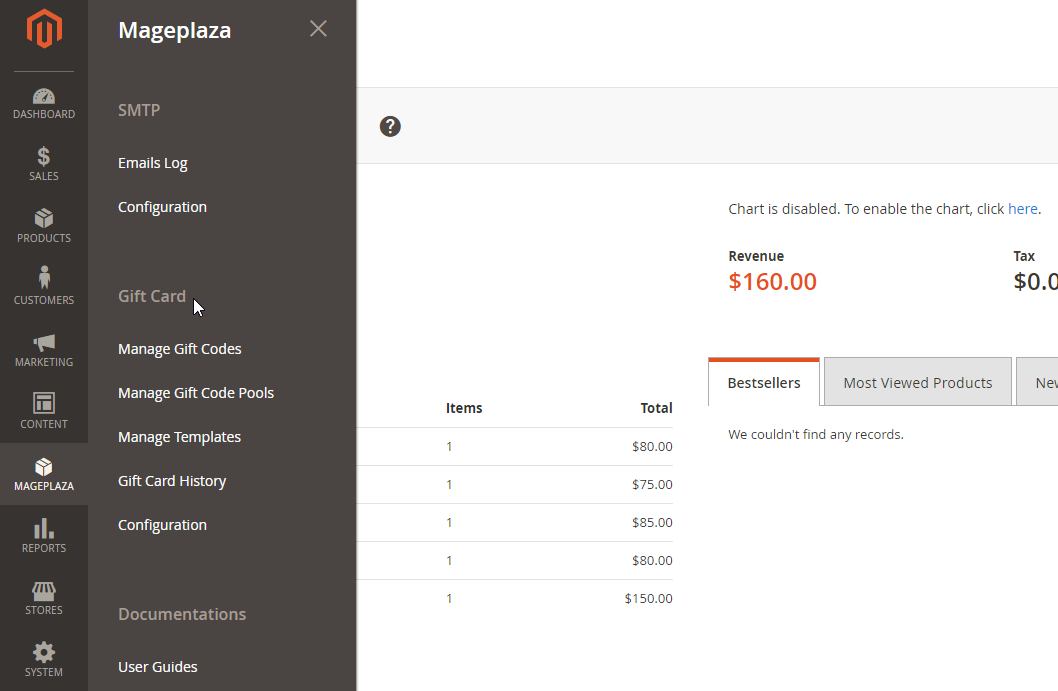 DASHBOARD
SALES
PRODUCTS
CUSTOMERS
MARKETING
CONTENT
MAGEPLAZA
REPORTS
STORES
SYSTEM
Mageplaza
SMTP
Emails Log
Configuration
Gift Card
Manage Gift Codes
Manage Gift Code Pools
Manage Templates
Gift Card History
Configuration
Documentations
User Guides
?
Chart is disabled. To enable the chart, click here.
Revenue Tax
$160.00 $0.0
Items Total
1 $80.00
1 $75.00
1 $85.00
1 $80.00
1 $150.00
Bestsellers Most Viewed Products
We couldn't find any records.